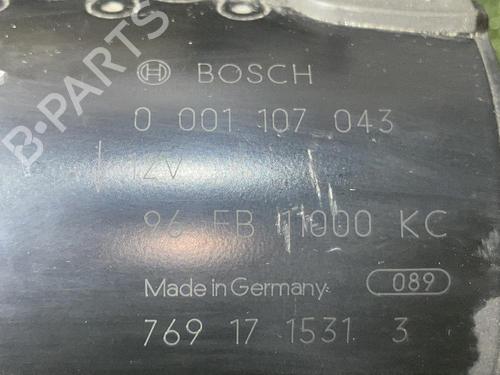 B-PARTS
BOSCH
0 001 107 043
12V
96 FB 11000 KC
Made in Germany 089
769 17 1531 3